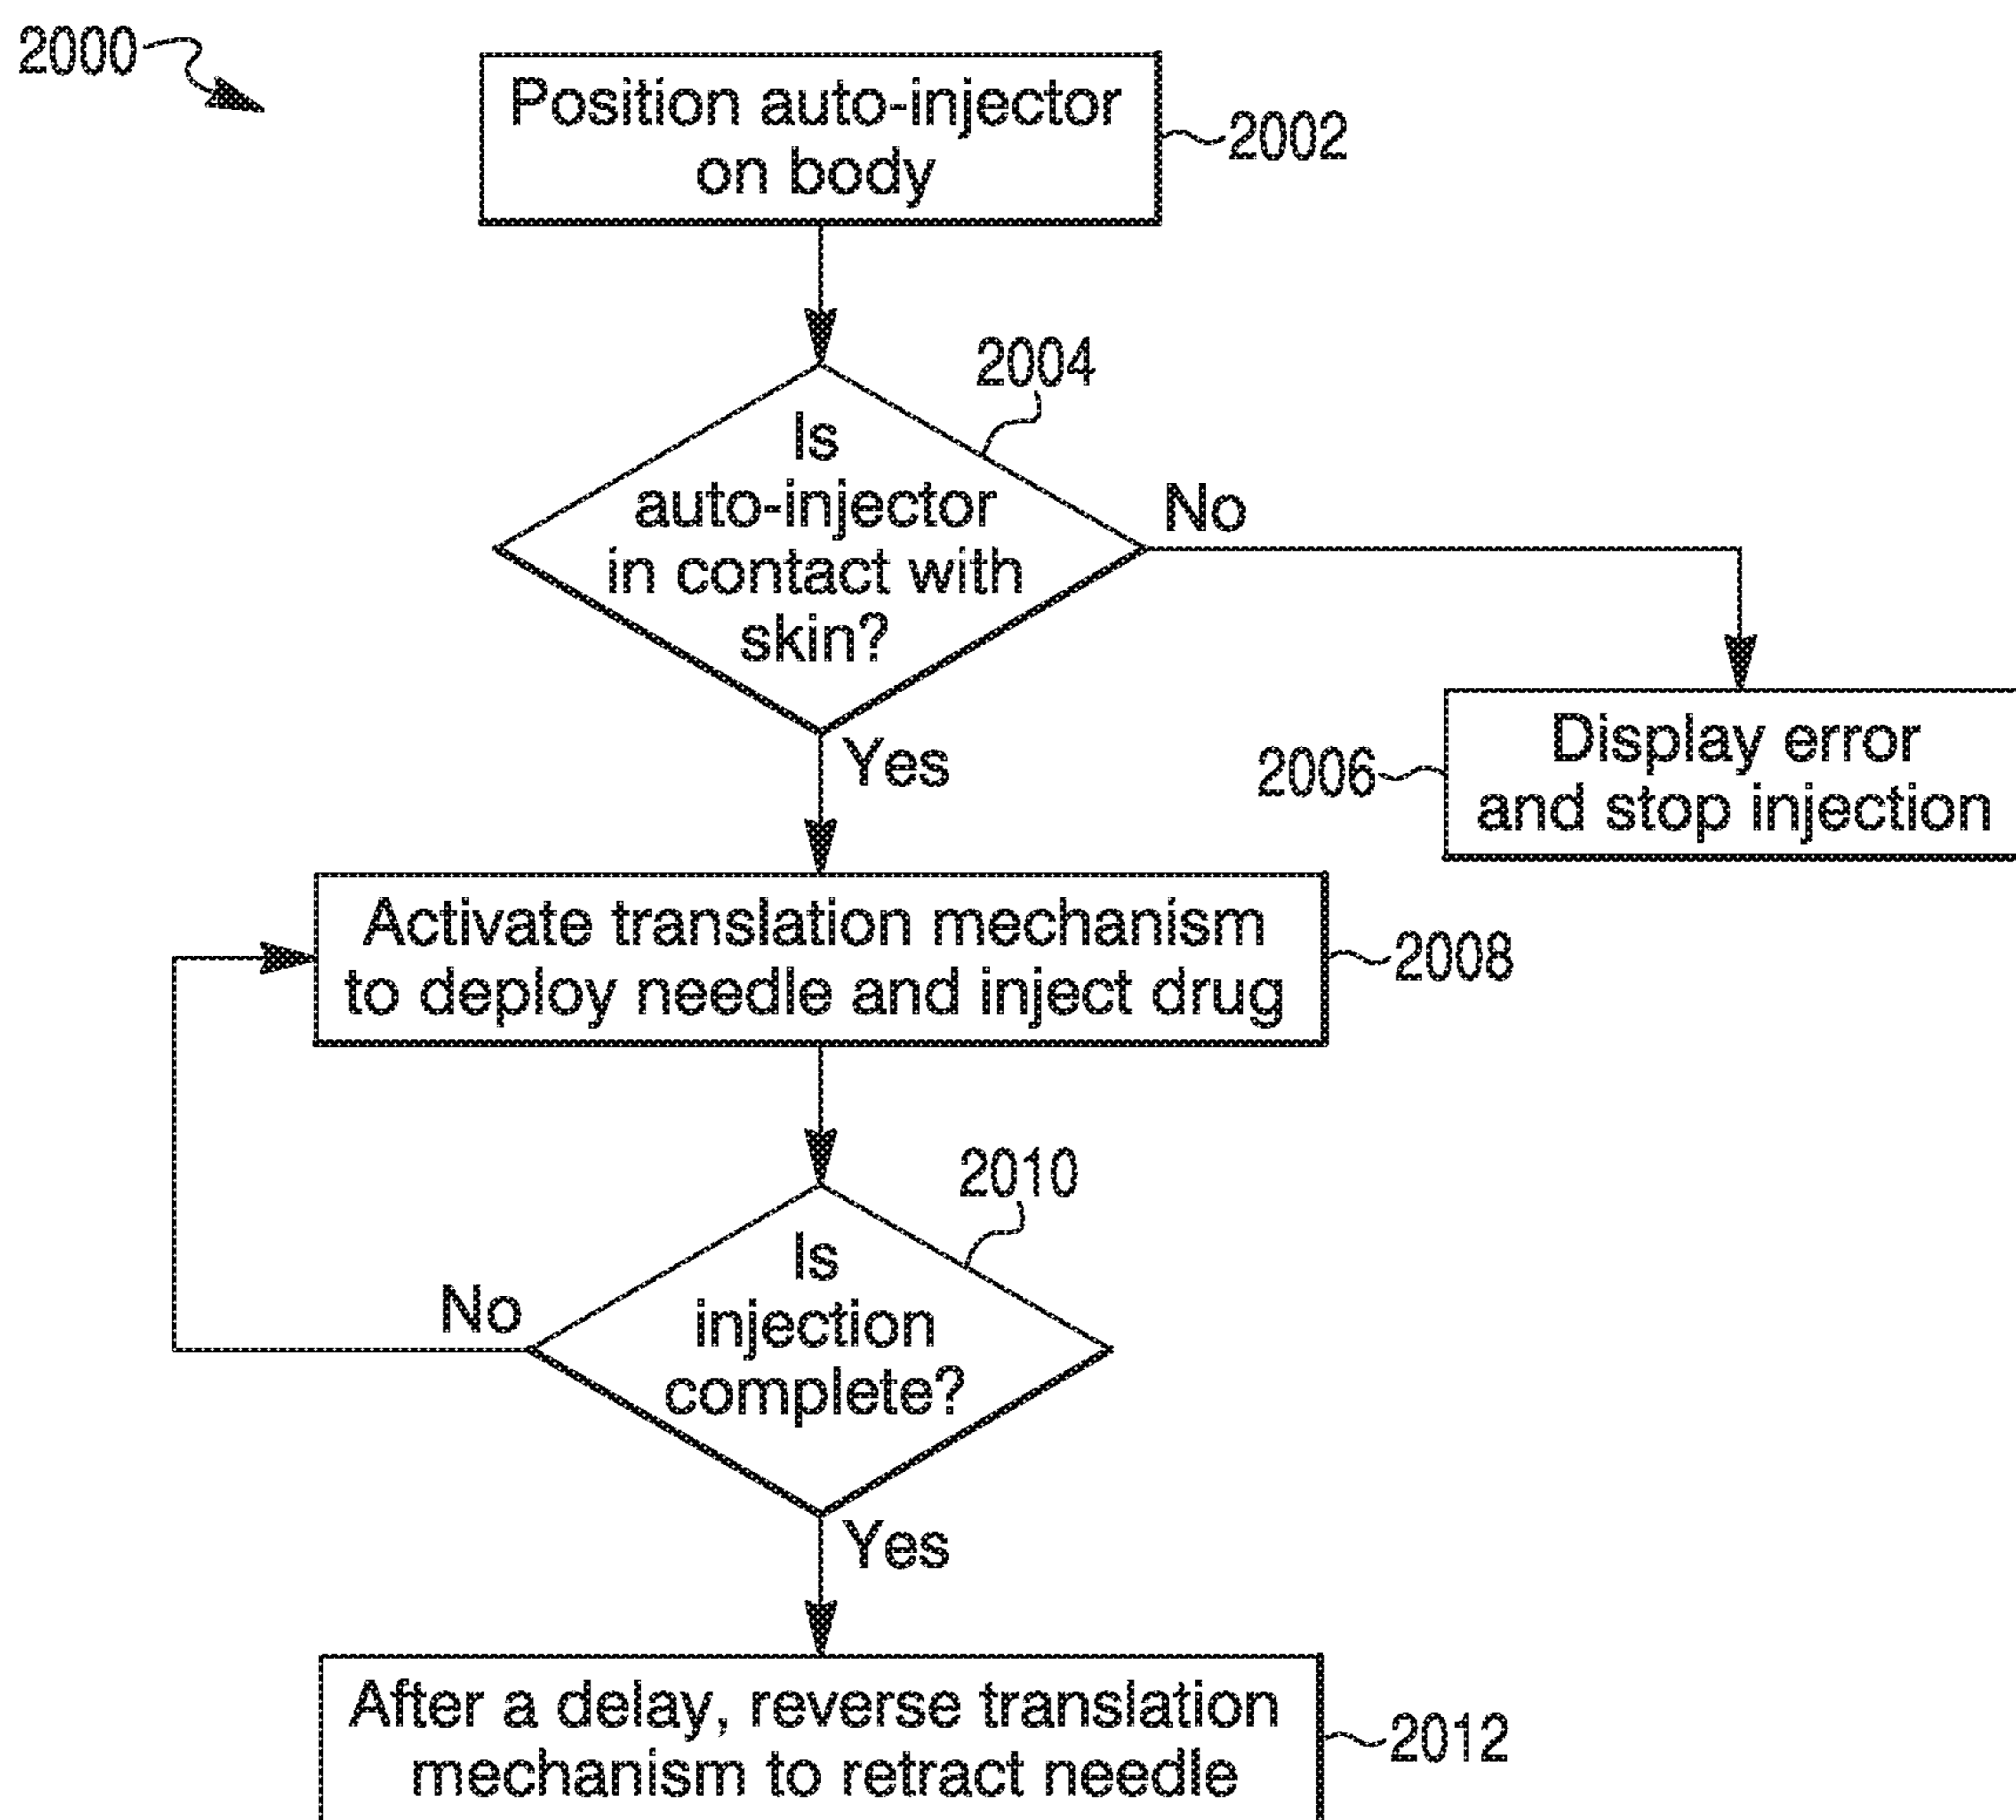 2000
Position auto-injector
on body
2002
2004
Is
auto-injector
in contact with
skin?
No
Yes
2006
Display error
and stop injection
Activate translation mechanism
to deploy needle and inject drug
2008
2010
Is
injection
complete?
No
Yes
After a delay, reverse translation
mechanism to retract needle
2012